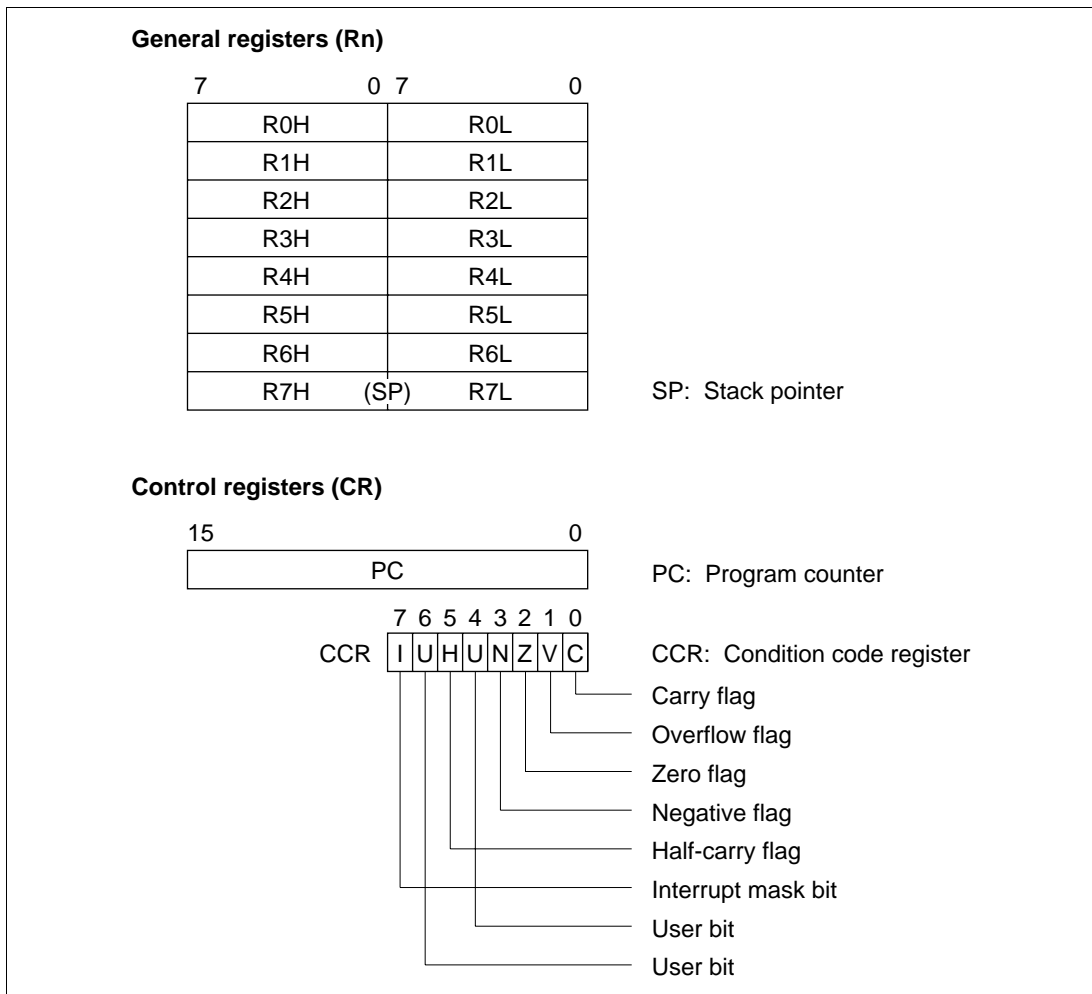 General registers (Rn)
7 0 7 0
R0H R0L
R1H R1L
R2H R2L
R3H R3L
R4H R4L
R5H R5L
R6H R6L
R7H (SP) R7L SP: Stack pointer
Control registers (CR)
15 0
PC PC: Program counter
7 6 5 4 3 2 1 0
CCR I U H U N Z V C CCR: Condition code register
Carry flag
Overflow flag
Zero flag
Negative flag
Half-carry flag
Interrupt mask bit
User bit
User bit